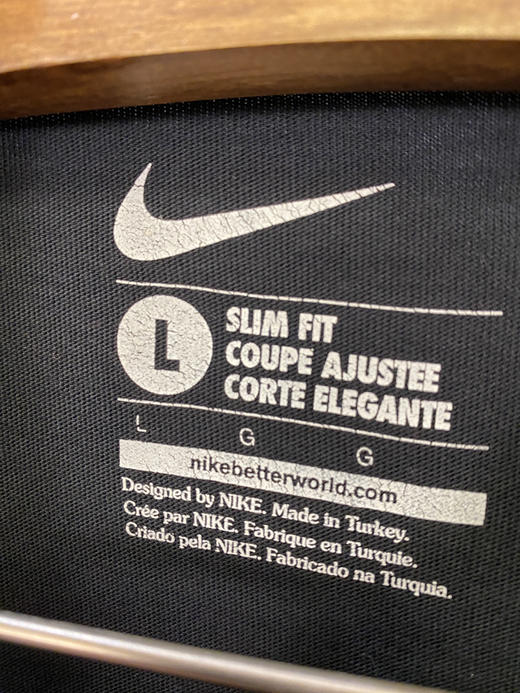 L
SLIM FIT
COUPE AJUSTEE
CORTE ELEGANTE
L G G
nikebetterworld.com
Designed by NIKE. Made in Turkey.
Crée par NIKE. Fabrique en Turquie.
Criado pela NIKE. Fabricado na Turquia.